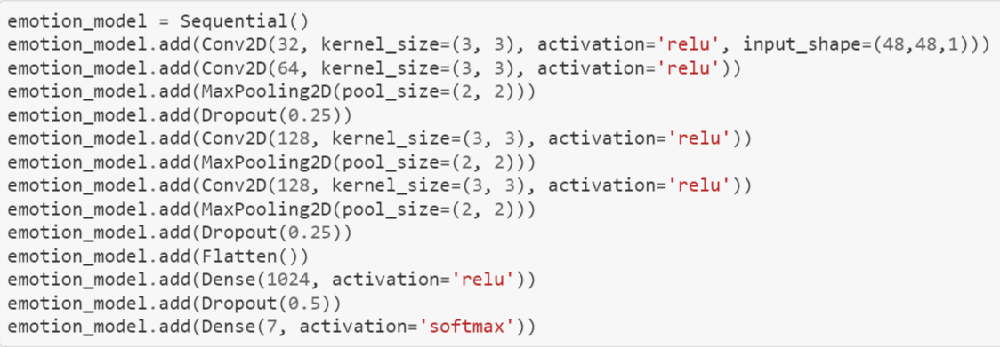 emotion_model = Sequential()
emotion_model.add(Conv2D(32, kernel_size=(3, 3), activation='relu', input_shape=(48,48,1)))
emotion_model.add(Conv2D(64, kernel_size=(3, 3), activation='relu'))
emotion_model.add(MaxPooling2D(pool_size=(2, 2)))
emotion_model.add(Dropout(0.25))
emotion_model.add(Conv2D(128, kernel_size=(3, 3), activation='relu'))
emotion_model.add(MaxPooling2D(pool_size=(2, 2)))
emotion_model.add(Conv2D(128, kernel_size=(3, 3), activation='relu'))
emotion_model.add(MaxPooling2D(pool_size=(2, 2)))
emotion_model.add(Dropout(0.25))
emotion_model.add(Flatten())
emotion_model.add(Dense(1024, activation='relu'))
emotion_model.add(Dropout(0.5))
emotion_model.add(Dense(7, activation='softmax'))